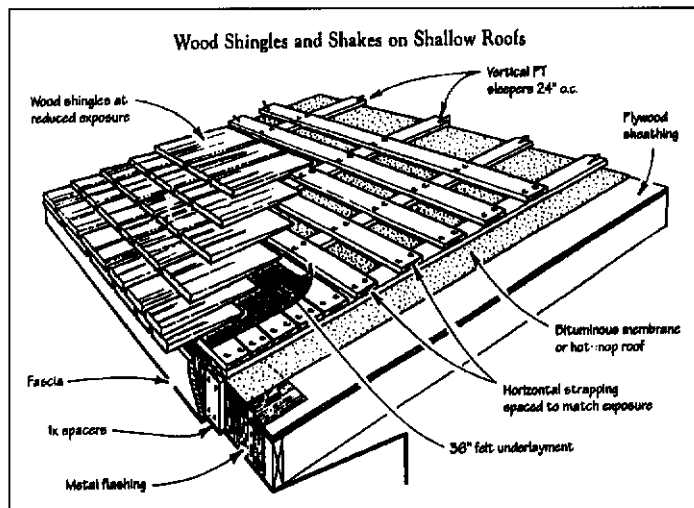 Wood Shingles and Shakes on Shallow Roofs
Vertical PT
sleepers 24" o.c.
Wood shingles at
reduced exposure
Plywood
sheathing
Bituminous membrane
or hot-mop roof
Fascia
Horizontal strapping
spaced to match exposure
1x spacers
36" felt underlayment
Metal flashing